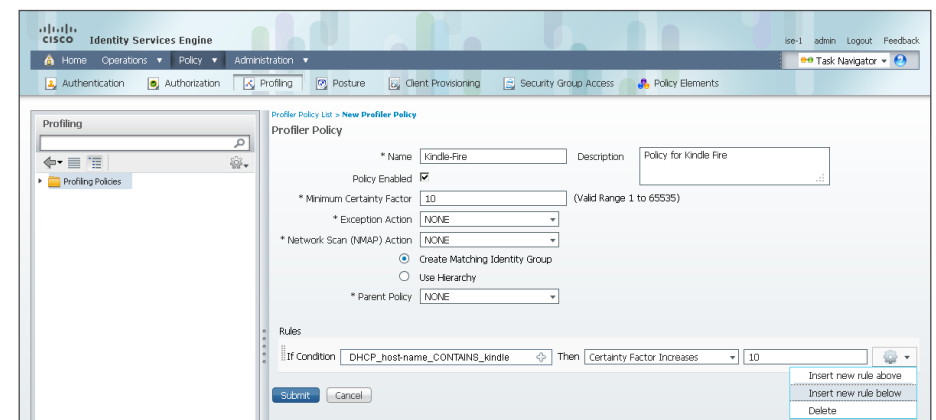 CISCO Identity Services Engine
ise-1 admin Logout Feedback
Home Operations Policy Administration
Task Navigator
Authentication Authorization Profiling Posture Client Provisioning Security Group Access Policy Elements
Profiling
Profiling Policies
Profiler Policy List > New Profiler Policy
Profiler Policy
* Name Kindle-Fire Description Policy for Kindle Fire
Policy Enabled
* Minimum Certainty Factor 10 (Valid Range 1 to 65535)
* Exception Action NONE
* Network Scan (NMAP) Action NONE
Create Matching Identity Group
Use Hierarchy
* Parent Policy NONE
Rules
If Condition DHCP_host-name_CONTAINS_kindle Then Certainty Factor Increases 10
Insert new rule above
Insert new rule below
Delete
Submit Cancel